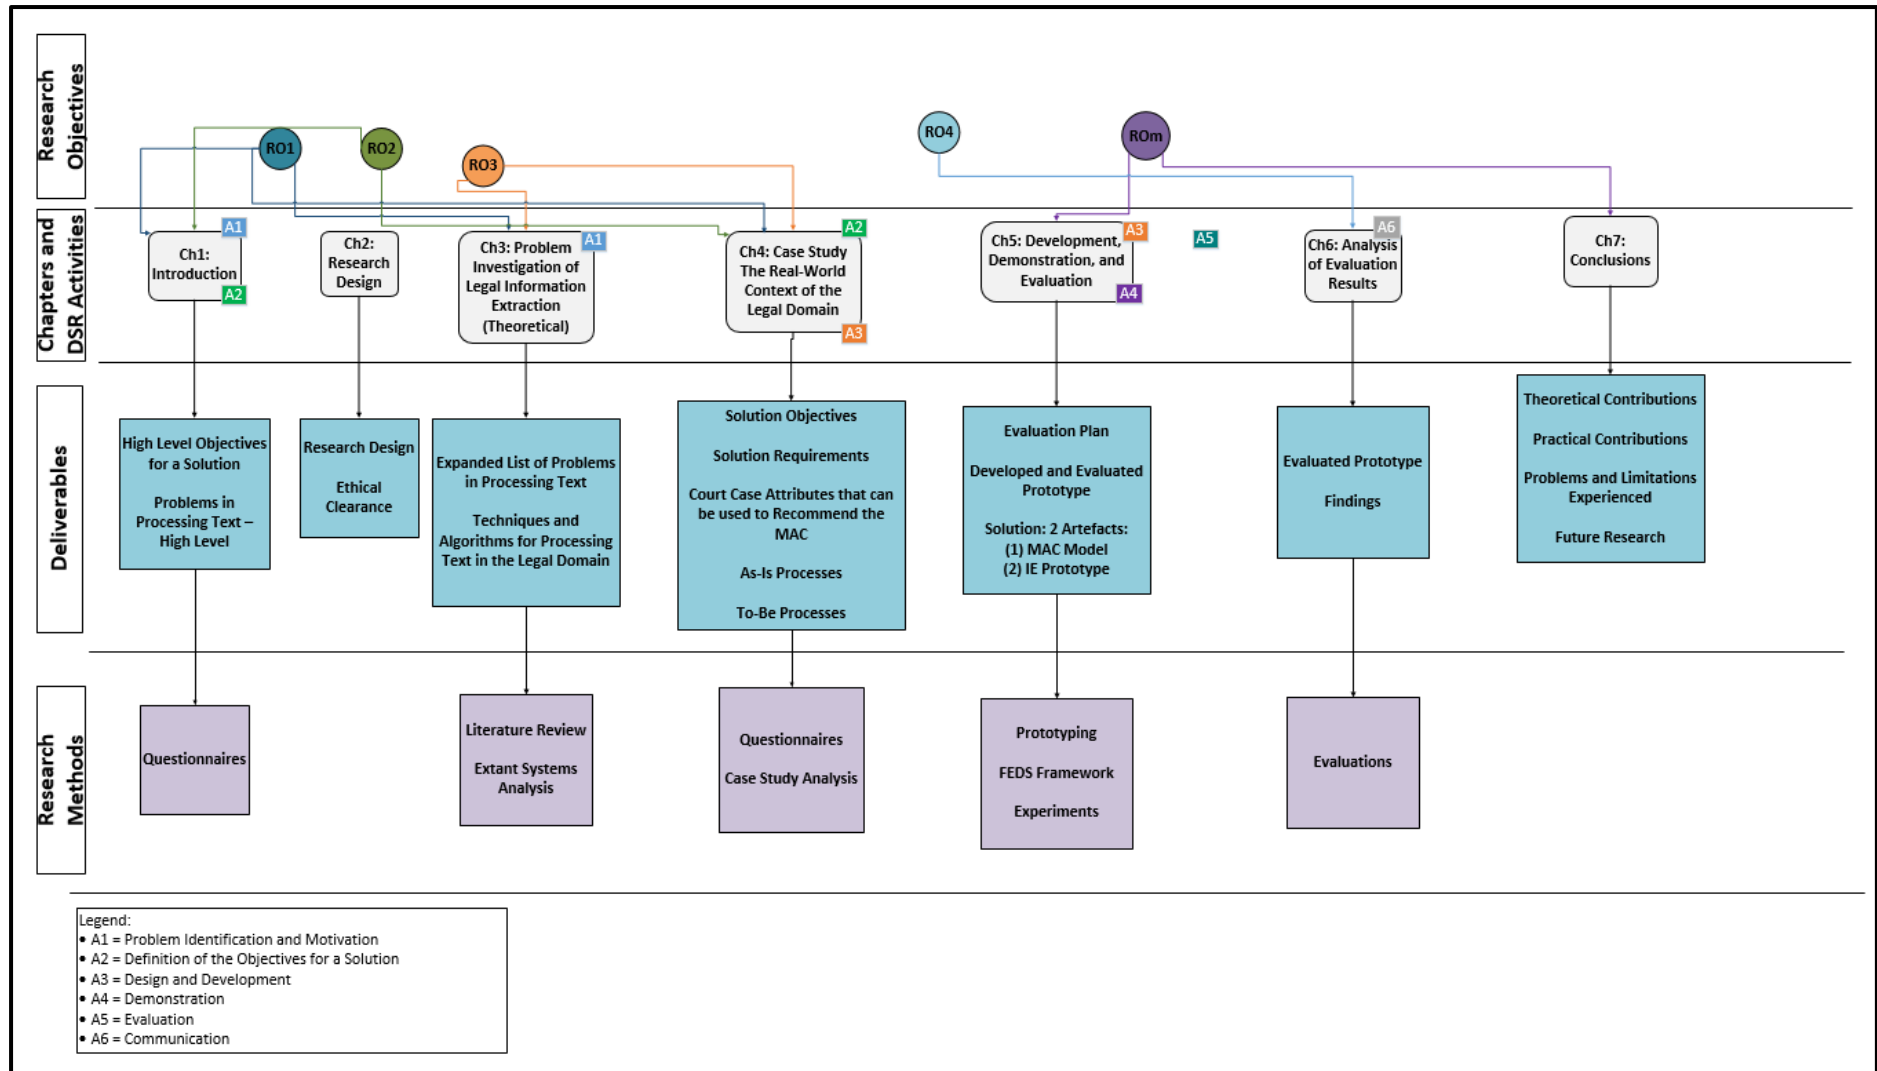 Research
Objectives
RO1
RO2
RO3
RO4
ROm
Chapters and
DSR Activities
A1
Ch1:
Introduction
A2
Ch2:
Research
Design
A1
Ch3: Problem
Investigation of
Legal Information
Extraction
(Theoretical)
A2
Ch4: Case Study
The Real-World
Context of the
Legal Domain
A3
A3
Ch5: Development,
Demonstration, and
Evaluation
A4
A5
A6
Ch6: Analysis
of Evaluation
Results
Ch7:
Conclusions
Deliverables
High Level Objectives
for a Solution
Problems in
Processing Text –
High Level
Research Design
Ethical
Clearance
Expanded List of Problems
in Processing Text
Techniques and
Algorithms for Processing
Text in the Legal Domain
Solution Objectives
Solution Requirements
Court Case Attributes that can
be used to Recommend the
MAC
As-Is Processes
To-Be Processes
Evaluation Plan
Developed and Evaluated
Prototype
Solution: 2 Artefacts:
(1) MAC Model
(2) IE Prototype
Evaluated Prototype
Findings
Theoretical Contributions
Practical Contributions
Problems and Limitations
Experienced
Future Research
Research
Methods
Questionnaires
Literature Review
Extant Systems
Analysis
Questionnaires
Case Study Analysis
Prototyping
FEDS Framework
Experiments
Evaluations
Legend:
• A1 = Problem Identification and Motivation
• A2 = Definition of the Objectives for a Solution
• A3 = Design and Development
• A4 = Demonstration
• A5 = Evaluation
• A6 = Communication